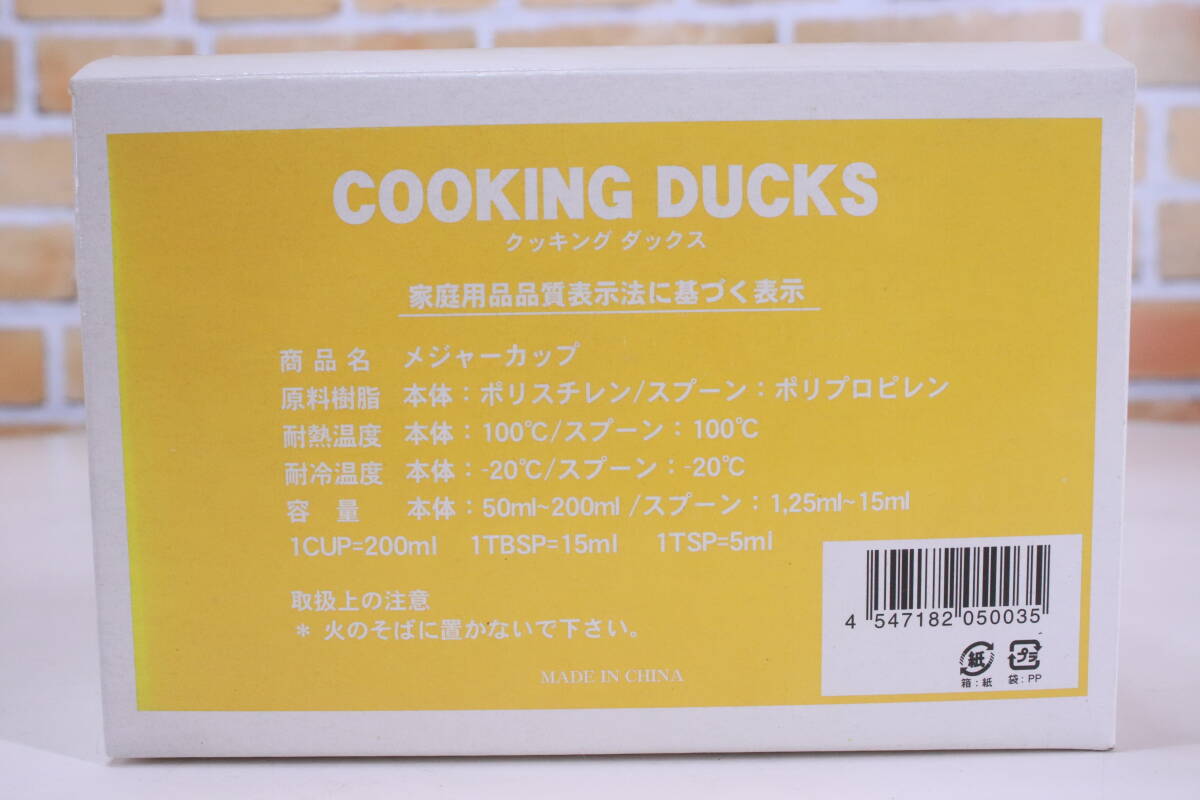 COOKING DUCKS
クッキング ダックス
家庭用品品質表示法に基づく表示
商品名 メジャーカップ
原料樹脂 本体：ポリスチレン/スプーン：ポリプロピレン
耐熱温度 本体：100℃/スプーン：100℃
耐冷温度 本体：-20℃/スプーン：-20℃
容量 本体：50ml~200ml /スプーン：1,25ml~15ml
1CUP=200ml 1TBSP=15ml 1TSP=5ml
取扱上の注意
＊ 火のそばに置かないで下さい。
MADE IN CHINA
4 547182 050035
紙 プラ
箱：紙 袋：PP